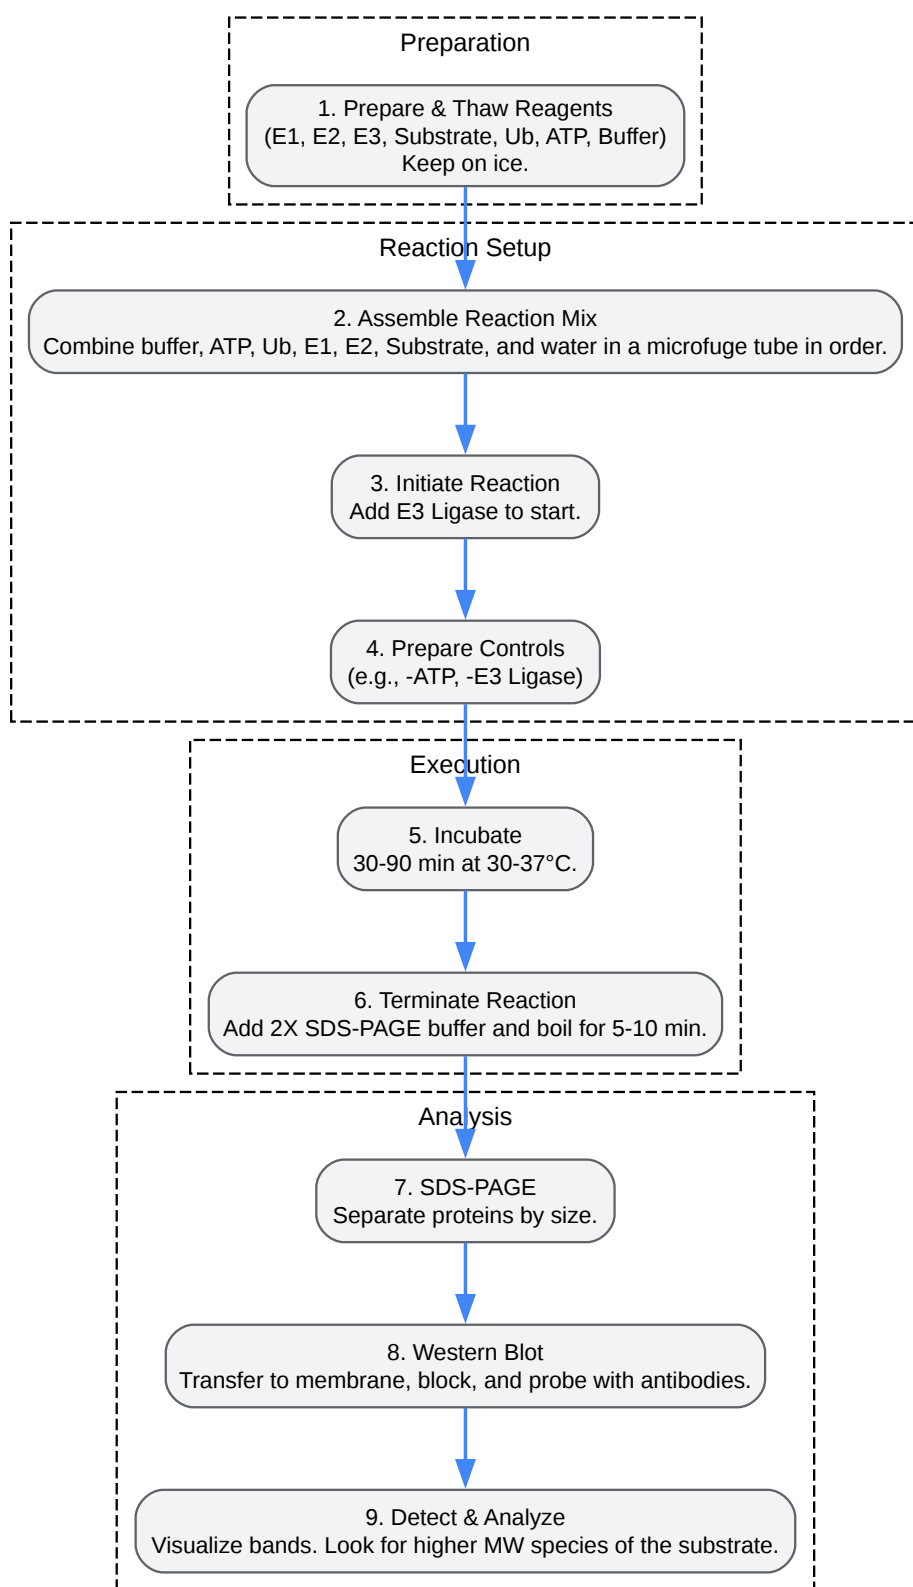 Preparation
1. Prepare & Thaw Reagents
(E1, E2, E3, Substrate, Ub, ATP, Buffer)
Keep on ice.
Reaction Setup
2. Assemble Reaction Mix
Combine buffer, ATP, Ub, E1, E2, Substrate, and water in a microfuge tube in order.
3. Initiate Reaction
Add E3 Ligase to start.
4. Prepare Controls
(e.g., -ATP, -E3 Ligase)
Execution
5. Incubate
30-90 min at 30-37°C.
6. Terminate Reaction
Add 2X SDS-PAGE buffer and boil for 5-10 min.
Analysis
7. SDS-PAGE
Separate proteins by size.
8. Western Blot
Transfer to membrane, block, and probe with antibodies.
9. Detect & Analyze
Visualize bands. Look for higher MW species of the substrate.